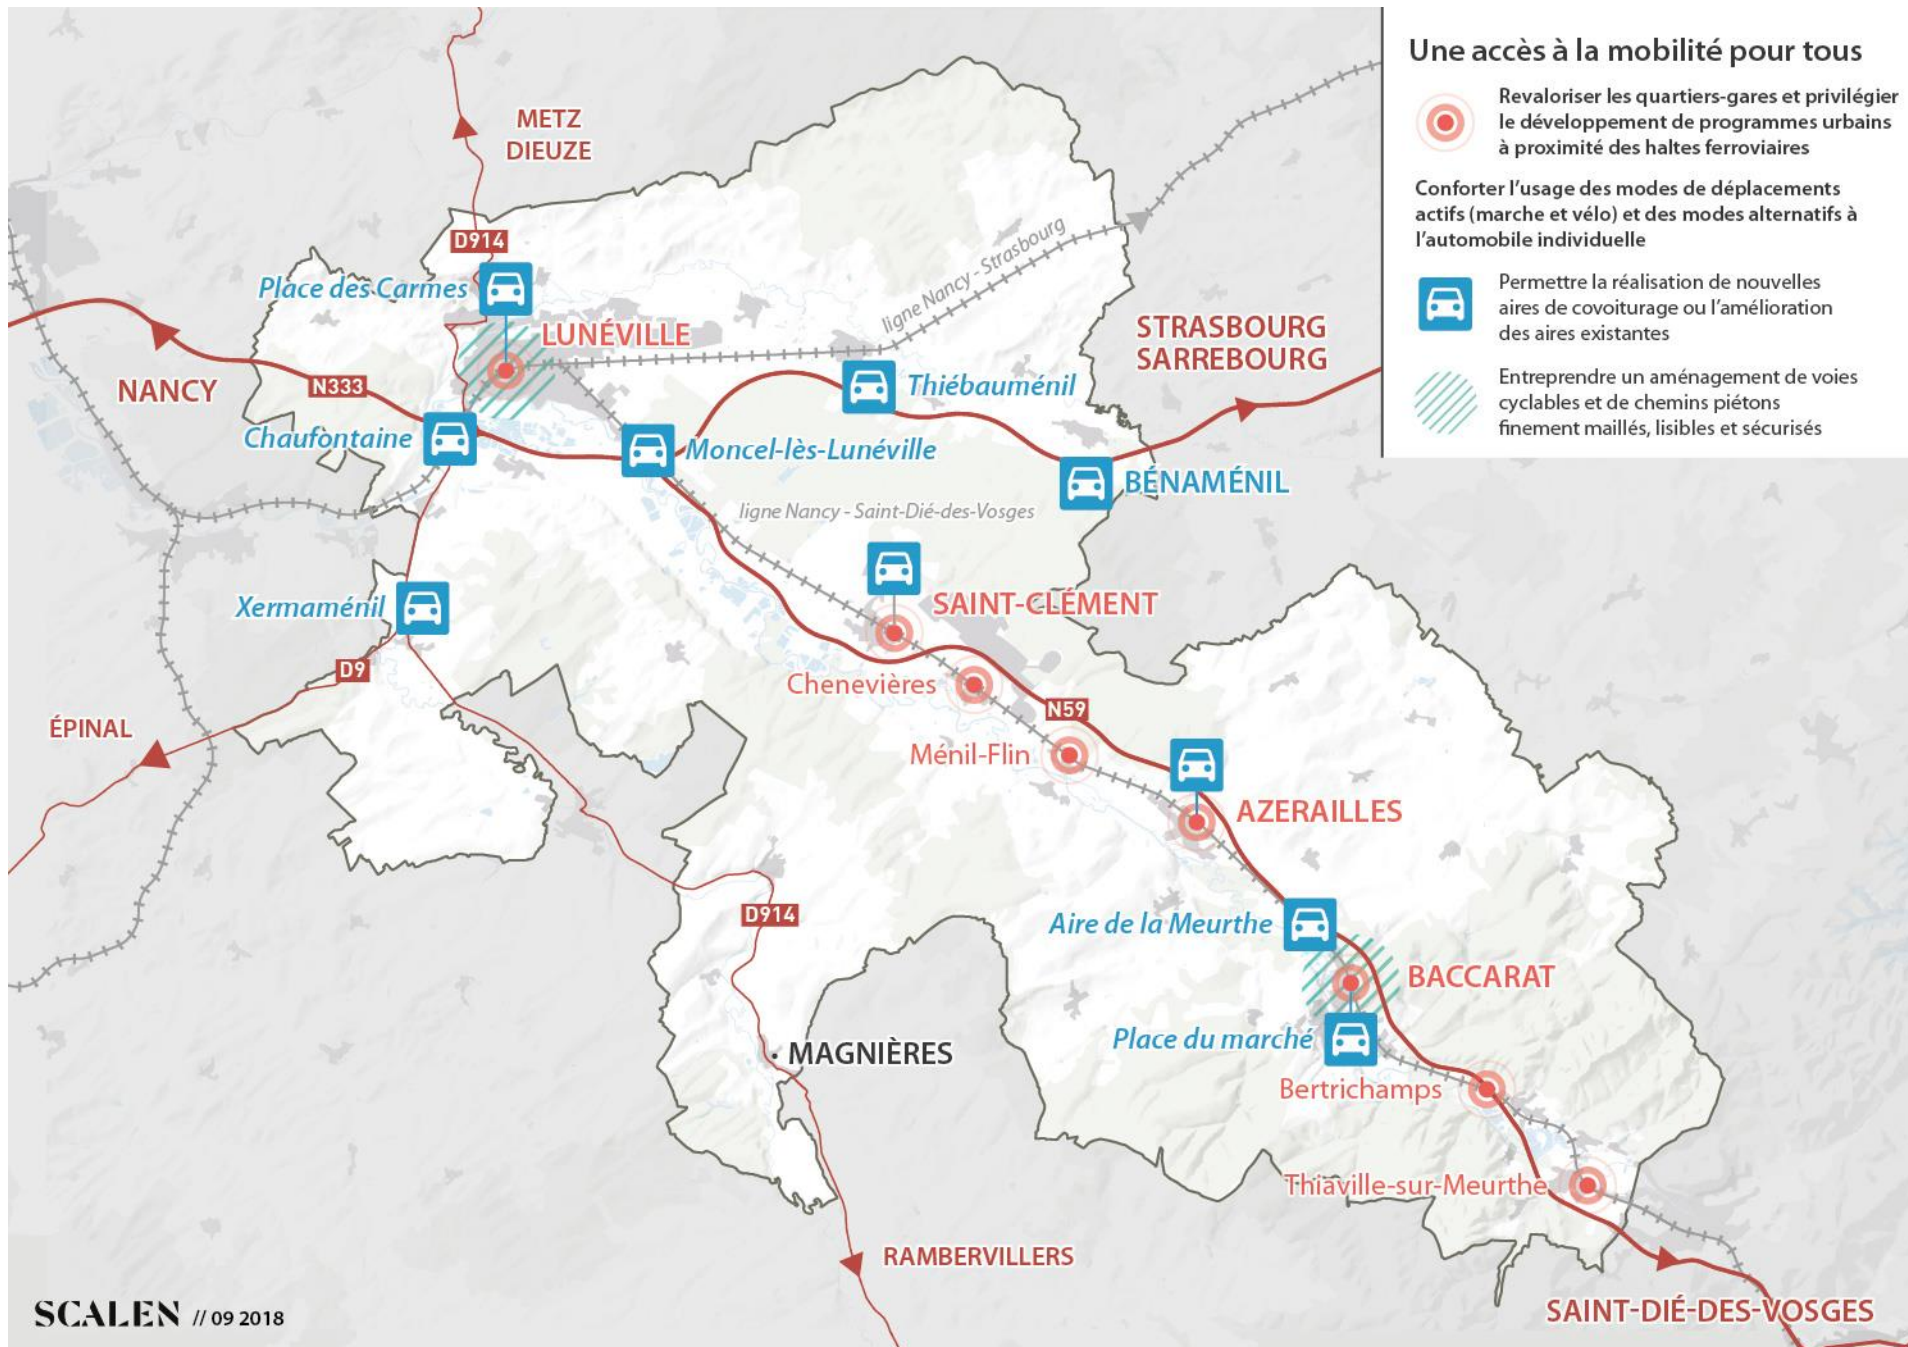 Une accès à la mobilité pour tous
Revaloriser les quartiers-gares et privilégier
le développement de programmes urbains
à proximité des haltes ferroviaires
Conforter l'usage des modes de déplacements
actifs (marche et vélo) et des modes alternatifs à
l'automobile individuelle
Permettre la réalisation de nouvelles
aires de covoiturage ou l'amélioration
des aires existantes
Entreprendre un aménagement de voies
cyclables et de chemins piétons
finement maillés, lisibles et sécurisés
METZ
DIEUZE
D914
Place des Carmes
ligne Nancy - Strasbourg
LUNÉVILLE
STRASBOURG
SARREBOURG
NANCY
N333
Thiébauménil
Chaufontaine
Moncel-lès-Lunéville
BÉNAMÉNIL
ligne Nancy - Saint-Dié-des-Vosges
Xermaménil
SAINT-CLÉMENT
D9
Chenevières
N59
ÉPINAL
Ménil-Flin
AZERAILLES
D914
Aire de la Meurthe
BACCARAT
Place du marché
MAGNIÈRES
Bertrichamps
Thiaville-sur-Meurthe
RAMBERVILLERS
SAINT-DIÉ-DES-VOSGES
SCALEN // 09 2018